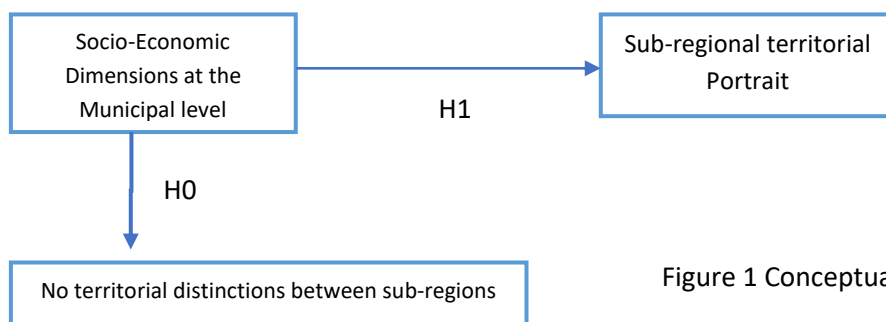 Socio-Economic
Dimensions at the
Municipal level
Sub-regional territorial
Portrait
H1
H0
No territorial distinctions between sub-regions
Figure 1 Conceptua